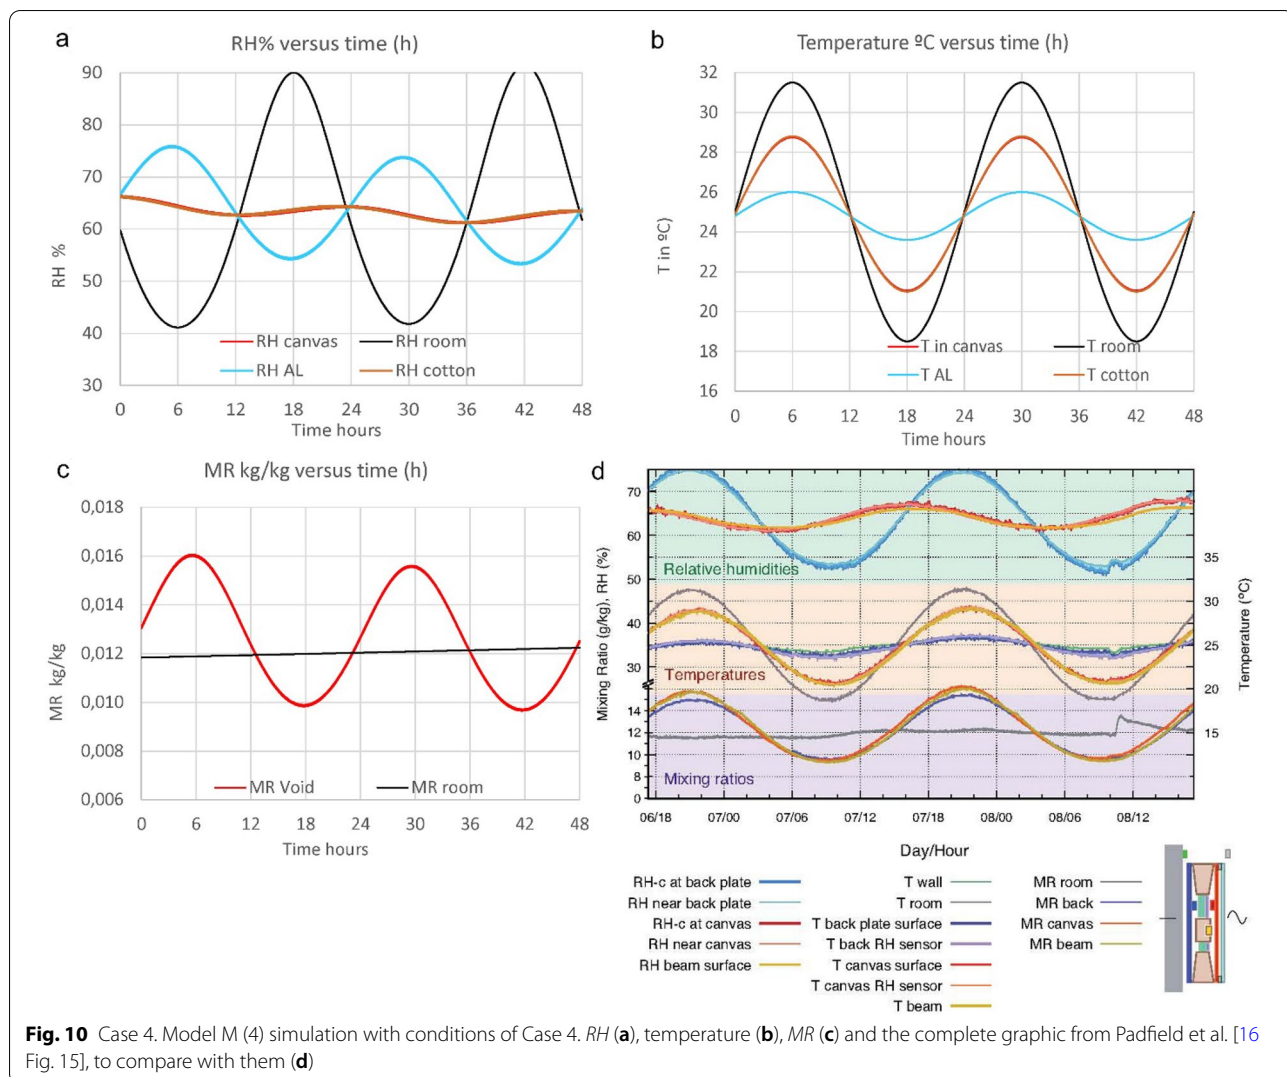 a
RH% versus time (h)
90
80
70
60
50
40
30
RH %
RH canvas
RH room
RH AL
RH cotton
0 6 12 18 24 30 36 42 48
Time hours
b
Temperature ºC versus time (h)
32
30
28
26
24
22
20
18
16
T in ºC)
T in canvas
T room
T AL
T cotton
0 6 12 18 24 30 36 42 48
Time hours
c
MR kg/kg versus time (h)
0,018
0,016
0,014
0,012
0,010
0,008
0,006
MR kg/kg
MR Void
MR room
0 6 12 18 24 30 36 42 48
Time hours
d
70
60
50
40
30
14
12
10
8
0
Mixing Ratio (g/kg), RH (%)
Relative humidities
Temperatures
Mixing ratios
35
30
25
20
15
Temperature (ºC)
06/18 07/00 07/06 07/12 07/18 08/00 08/06 08/12
Day/Hour
RH-c at back plate
RH near back plate
RH-c at canvas
RH near canvas
RH beam surface
T wall
T room
T back plate surface
T back RH sensor
T canvas surface
T canvas RH sensor
T beam
MR room
MR back
MR canvas
MR beam
Fig. 10 Case 4. Model M (4) simulation with conditions of Case 4. RH (a), temperature (b), MR (c) and the complete graphic from Padfield et al. [16
Fig. 15], to compare with them (d)